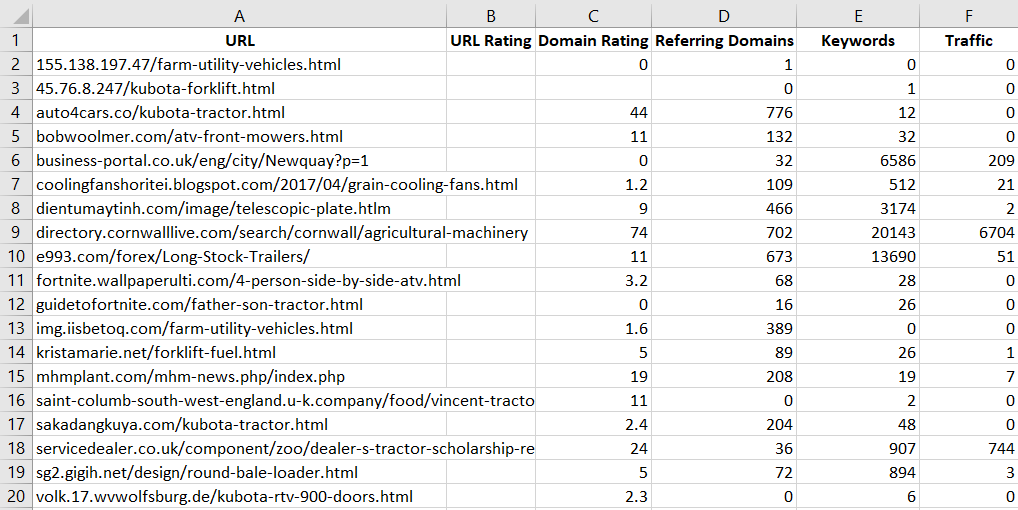 A B C D E F
1 URL URL Rating Domain Rating Referring Domains Keywords Traffic
2 155.138.197.47/farm-utility-vehicles.html 0 1 0 0
3 45.76.8.247/kubota-forklift.html 0 1 0
4 auto4cars.co/kubota-tractor.html 44 776 12 0
5 bobwoolmer.com/atv-front-mowers.html 11 132 32 0
6 business-portal.co.uk/eng/city/Newquay?p=1 0 32 6586 209
7 coolingfanshoritei.blogspot.com/2017/04/grain-cooling-fans.html 1.2 109 512 21
8 dientumaytinh.com/image/telescopic-plate.htlm 9 466 3174 2
9 directory.cornwalllive.com/search/cornwall/agricultural-machinery 74 702 20143 6704
10 e993.com/forex/Long-Stock-Trailers/ 11 673 13690 51
11 fortnite.wallpaperulti.com/4-person-side-by-side-atv.html 3.2 68 28 0
12 guidetofortnite.com/father-son-tractor.html 0 16 26 0
13 img.iisbetoq.com/farm-utility-vehicles.html 1.6 389 0 0
14 kristamarie.net/forklift-fuel.html 5 89 26 1
15 mhmplant.com/mhm-news.php/index.php 19 208 19 7
16 saint-columb-south-west-england.u-k.company/food/vincent-tracto 11 0 2 0
17 sakadangkuya.com/kubota-tractor.html 2.4 204 48 0
18 servicedealer.co.uk/component/zoo/dealer-s-tractor-scholarship-re 24 36 907 744
19 sg2.gigih.net/design/round-bale-loader.html 5 72 894 3
20 volk.17.wvwolfsburg.de/kubota-rtv-900-doors.html 2.3 0 6 0